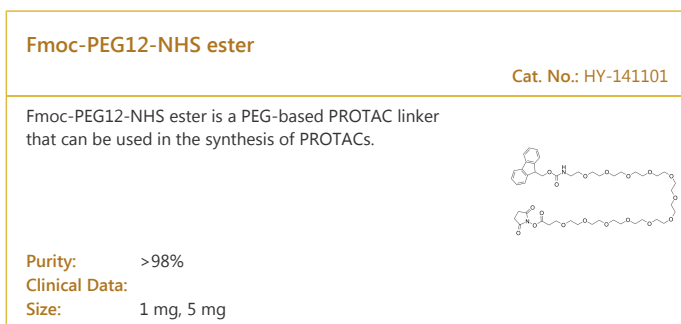 Fmoc-PEG12-NHS ester
Cat. No.: HY-141101
Fmoc-PEG12-NHS ester is a PEG-based PROTAC linker
that can be used in the synthesis of PROTACs.
Purity: >98%
Clinical Data:
Size: 1 mg, 5 mg